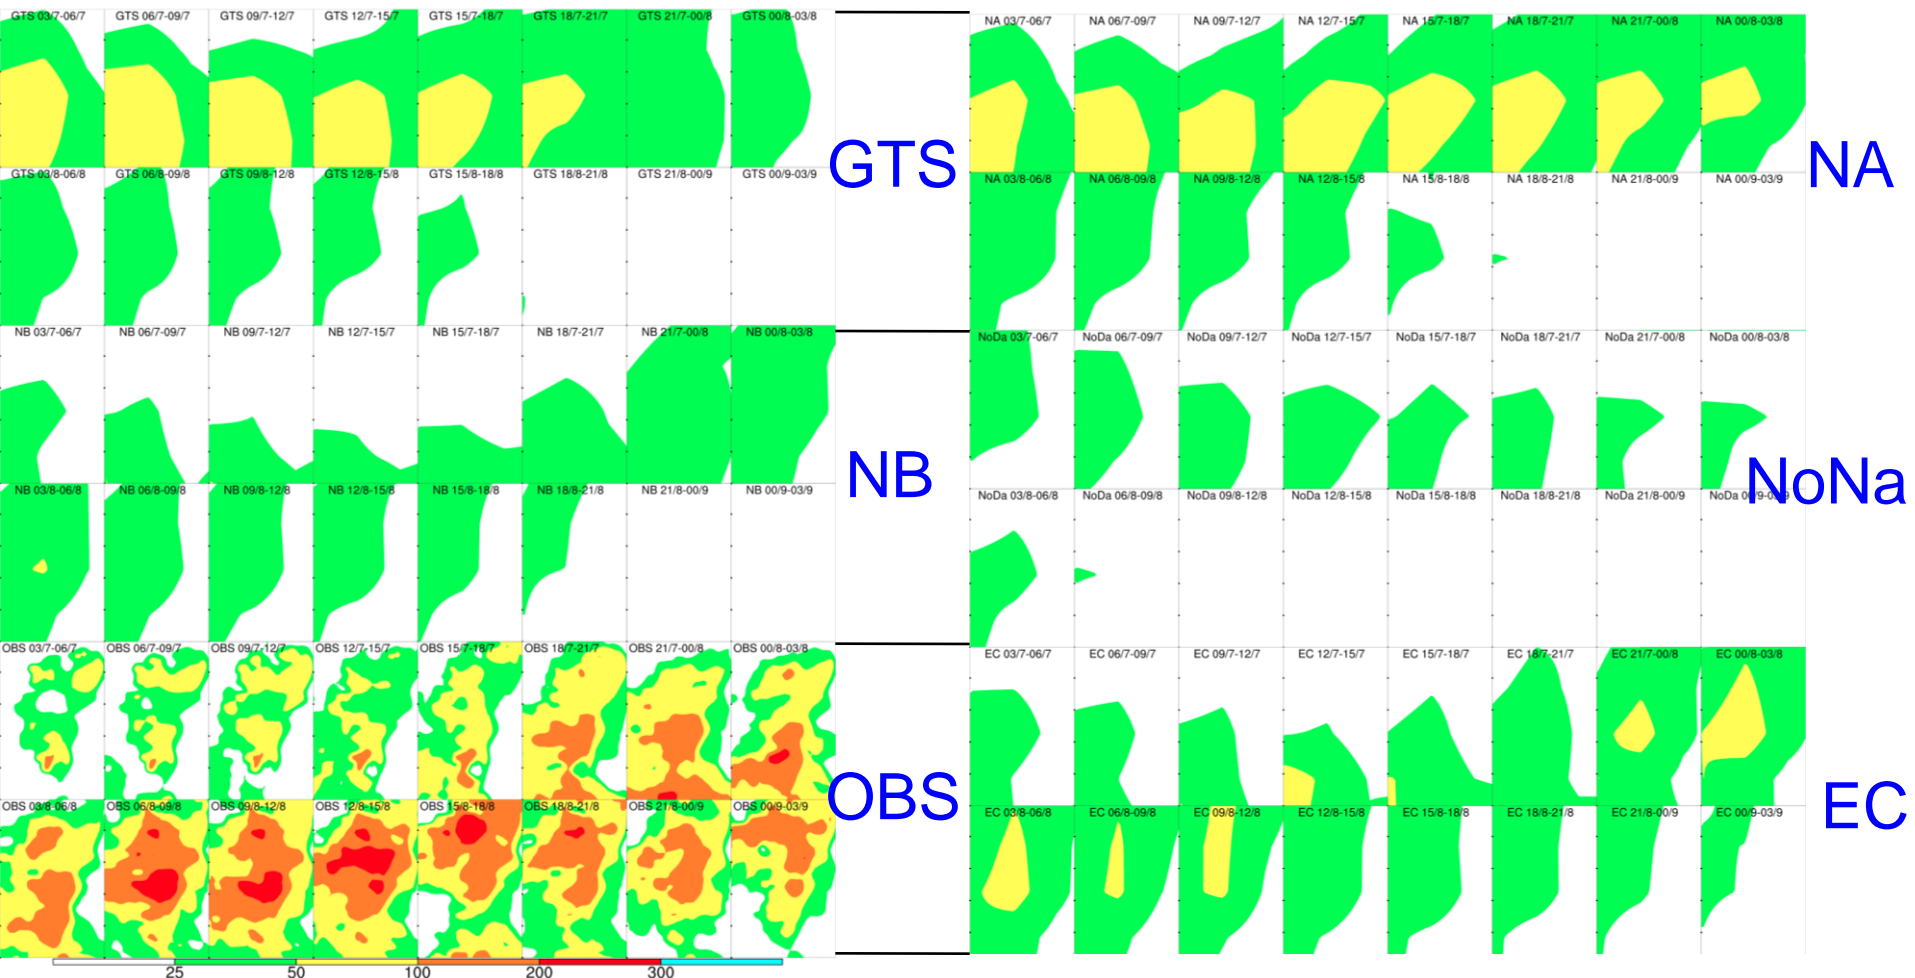 GTS 03/7-06/7 GTS 06/7-09/7 GTS 09/7-12/7 GTS 12/7-15/7 GTS 15/7-18/7 GTS 18/7-21/7 GTS 21/7-00/8 GTS 00/8-03/8
GTS 03/8-06/8 GTS 06/8-09/8 GTS 09/8-12/8 GTS 12/8-15/8 GTS 15/8-18/8 GTS 18/8-21/8 GTS 21/8-00/9 GTS 00/9-03/9
GTS
NB 03/7-06/7 NB 06/7-09/7 NB 09/7-12/7 NB 12/7-15/7 NB 15/7-18/7 NB 18/7-21/7 NB 21/7-00/8 NB 00/8-03/8
NB 03/8-06/8 NB 06/8-09/8 NB 09/8-12/8 NB 12/8-15/8 NB 15/8-18/8 NB 18/8-21/8 NB 21/8-00/9 NB 00/9-03/9
NB
OBS 03/7-06/7 OBS 06/7-09/7 OBS 09/7-12/7 OBS 12/7-15/7 OBS 15/7-18/7 OBS 18/7-21/7 OBS 21/7-00/8 OBS 00/8-03/8
OBS 03/8-06/8 OBS 06/8-09/8 OBS 09/8-12/8 OBS 12/8-15/8 OBS 15/8-18/8 OBS 18/8-21/8 OBS 21/8-00/9 OBS 00/9-03/9
OBS
25 50 100 200 300
NA 03/7-06/7 NA 06/7-09/7 NA 09/7-12/7 NA 12/7-15/7 NA 15/7-18/7 NA 18/7-21/7 NA 21/7-00/8 NA 00/8-03/8
NA 03/8-06/8 NA 06/8-09/8 NA 09/8-12/8 NA 12/8-15/8 NA 15/8-18/8 NA 18/8-21/8 NA 21/8-00/9 NA 00/9-03/9
NA
NoDa 03/7-06/7 NoDa 06/7-09/7 NoDa 09/7-12/7 NoDa 12/7-15/7 NoDa 15/7-18/7 NoDa 18/7-21/7 NoDa 21/7-00/8 NoDa 00/8-03/8
NoDa 03/8-06/8 NoDa 06/8-09/8 NoDa 09/8-12/8 NoDa 12/8-15/8 NoDa 15/8-18/8 NoDa 18/8-21/8 NoDa 21/8-00/9 NoDa 00/9-03/9
NoNa
EC 03/7-06/7 EC 06/7-09/7 EC 09/7-12/7 EC 12/7-15/7 EC 15/7-18/7 EC 18/7-21/7 EC 21/7-00/8 EC 00/8-03/8
EC 03/8-06/8 EC 06/8-09/8 EC 09/8-12/8 EC 12/8-15/8 EC 15/8-18/8 EC 18/8-21/8 EC 21/8-00/9 EC 00/9-03/9
EC